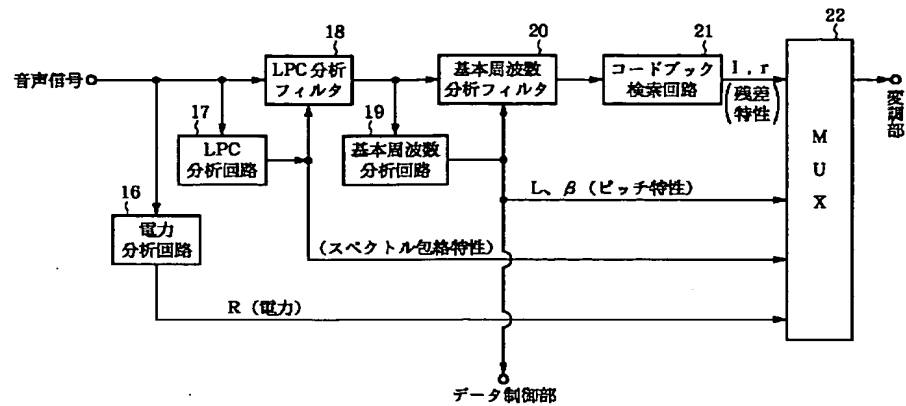 22
18
20
21
音声信号
LPC 分析
フィルタ
基本周波数
分析フィルタ
コードブック
検索回路
I , r
(残差
特性)
変調部
17
LPC
分析回路
19
基本周波数
分析回路
M
U
X
16
電力
分析回路
L、β (ピッチ特性)
(スペクトル包絡特性)
R (電力)
データ制御部